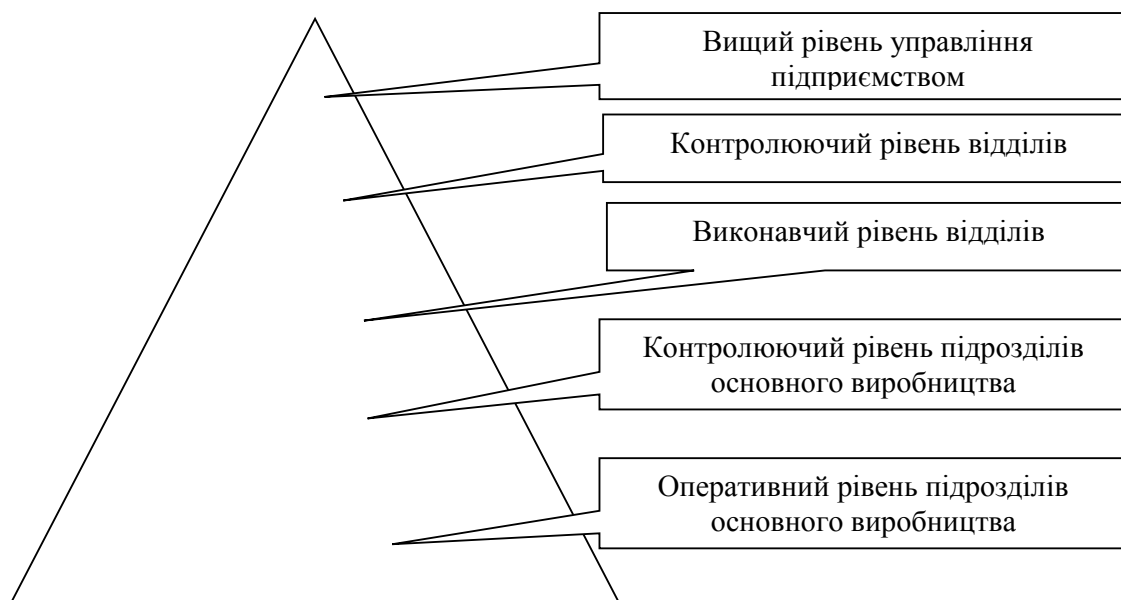 Вищий рівень управління
підприємством
Контролюючий рівень відділів
Виконавчий рівень відділів
Контролюючий рівень підрозділів
основного виробництва
Оперативний рівень підрозділів
основного виробництва